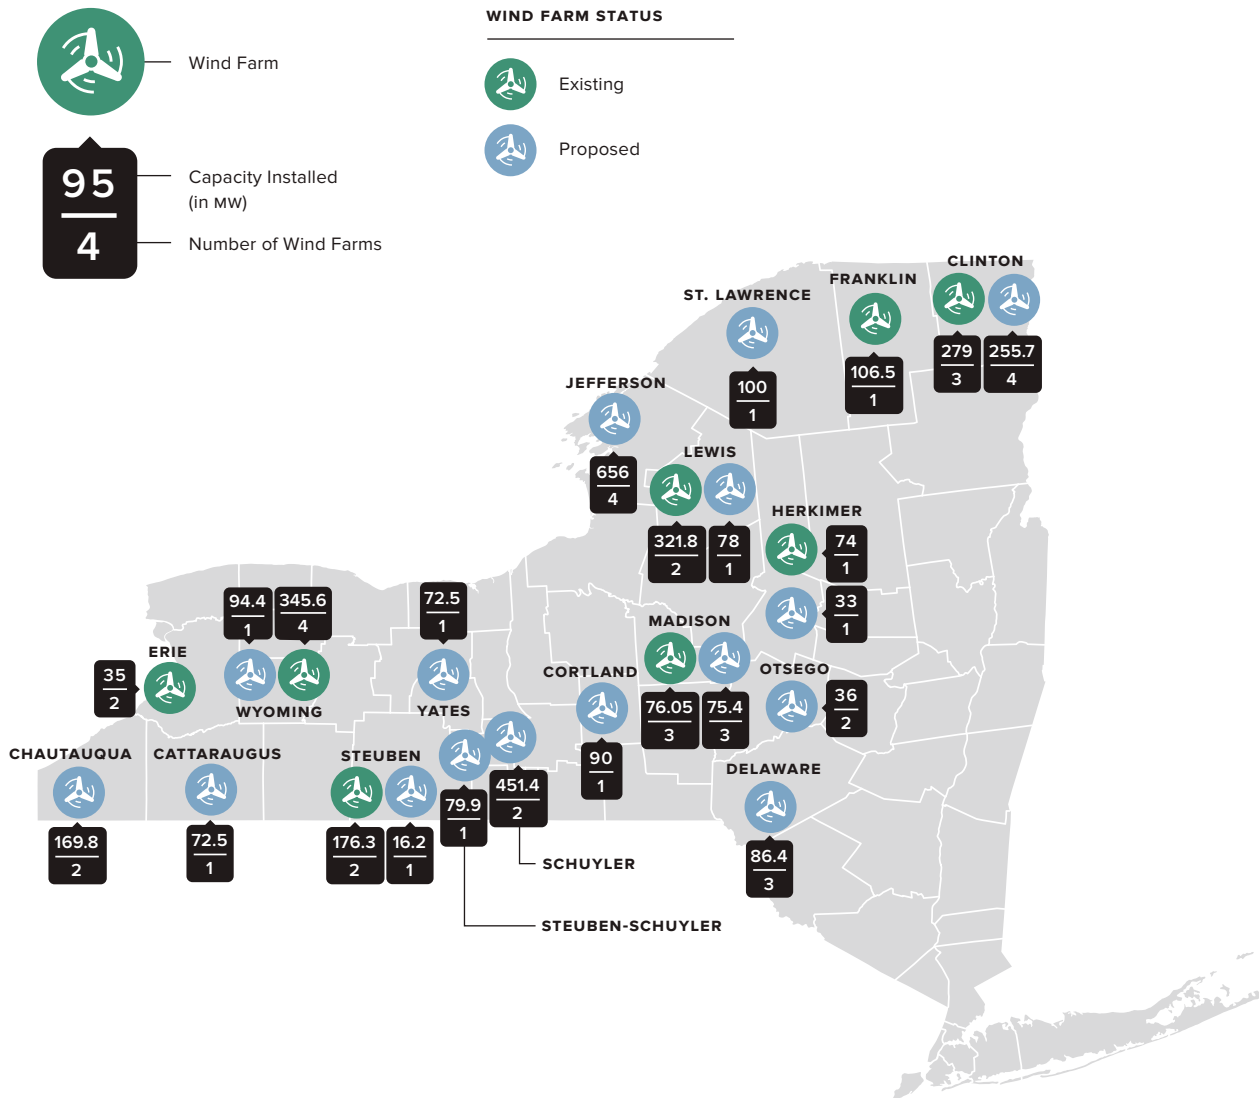 WIND FARM STATUS
Wind Farm
Existing
Proposed
95
4
Capacity Installed
(in MW)
Number of Wind Farms
CLINTON
279
3
255.7
4
FRANKLIN
106.5
1
ST. LAWRENCE
100
1
JEFFERSON
656
4
LEWIS
321.8
2
78
1
HERKIMER
74
1
33
1
94.4
1
345.6
4
WYOMING
72.5
1
YATES
ERIE
35
2
MADISON
76.05
3
75.4
3
CORTLAND
90
1
OTSEGO
36
2
CHAUTAUQUA
169.8
2
CATTARAUGUS
72.5
1
STEUBEN
176.3
2
16.2
1
79.9
1
451.4
2
DELAWARE
86.4
3
SCHUYLER
STEUBEN-SCHUYLER